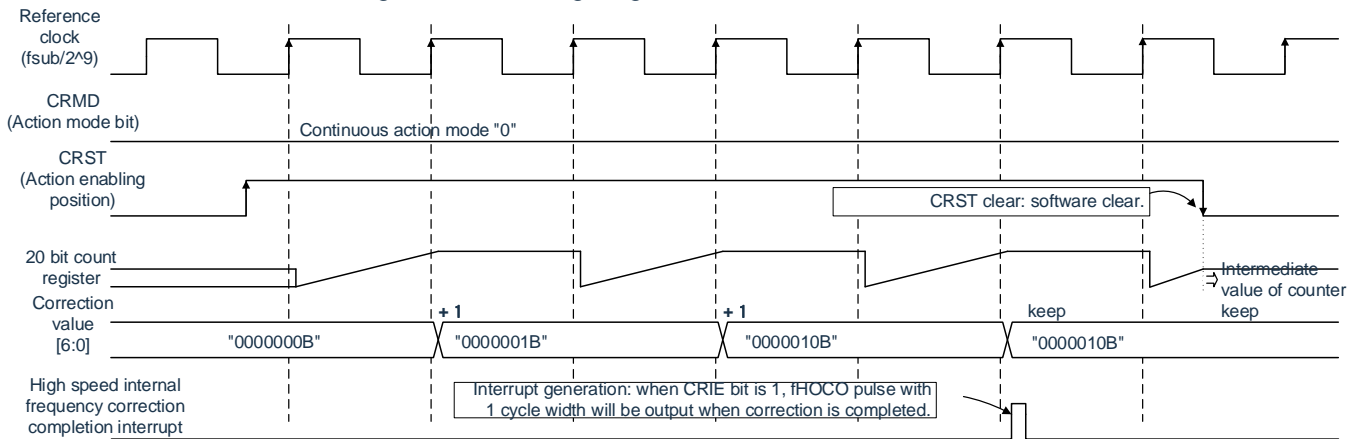 Reference
clock
(fsub/2^9)
CRMD
(Action mode bit)
Continuous action mode "0"
CRST
(Action enabling
position)
CRST clear: software clear.
20 bit count
register
Intermediate
value of counter
keep
Correction
value
[6:0]
+ 1
+ 1
keep
"0000000B"
"0000001B"
"0000010B"
"0000010B"
High speed internal
frequency correction
completion interrupt
Interrupt generation: when CRIE bit is 1, fHOCO pulse with
1 cycle width will be output when correction is completed.